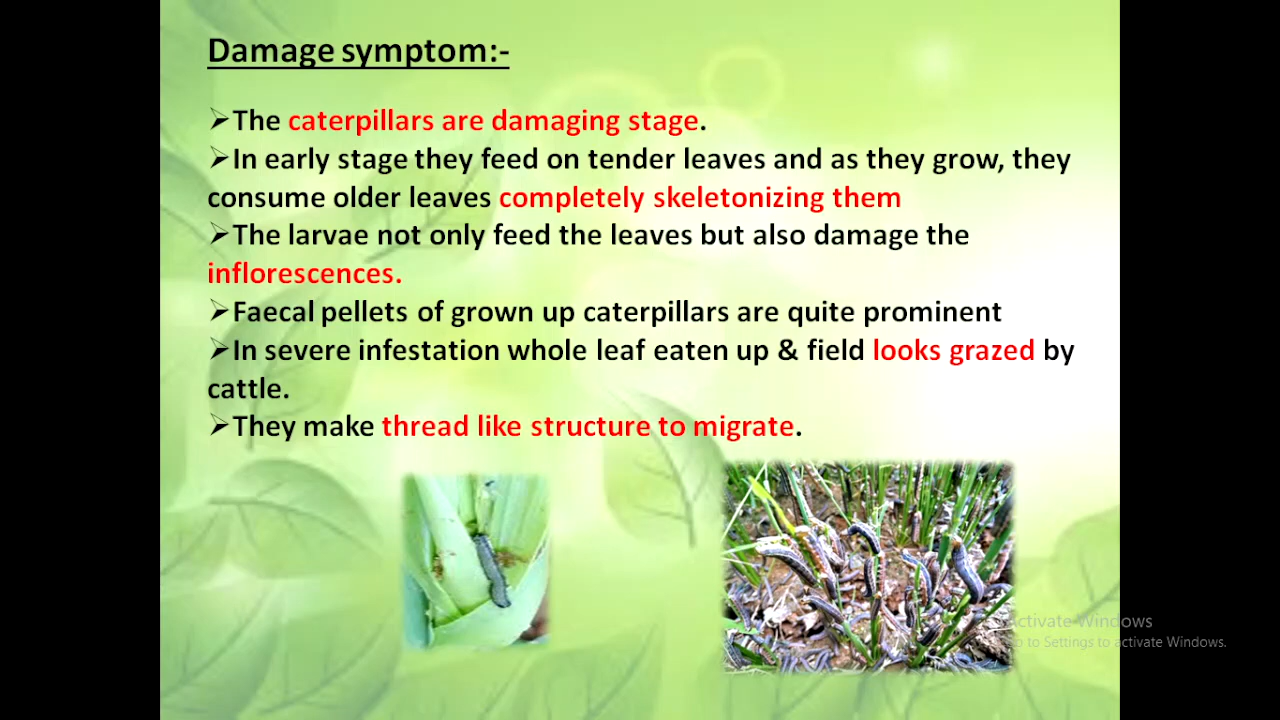 Damage symptom:-
➢The caterpillars are damaging stage.
➢In early stage they feed on tender leaves and as they grow, they
consume older leaves completely skeletonizing them
➢The larvae not only feed the leaves but also damage the
inflorescences.
➢Faecal pellets of grown up caterpillars are quite prominent
➢In severe infestation whole leaf eaten up & field looks grazed by
cattle.
➢They make thread like structure to migrate.
Activate Windows
Go to Settings to activate Windows.